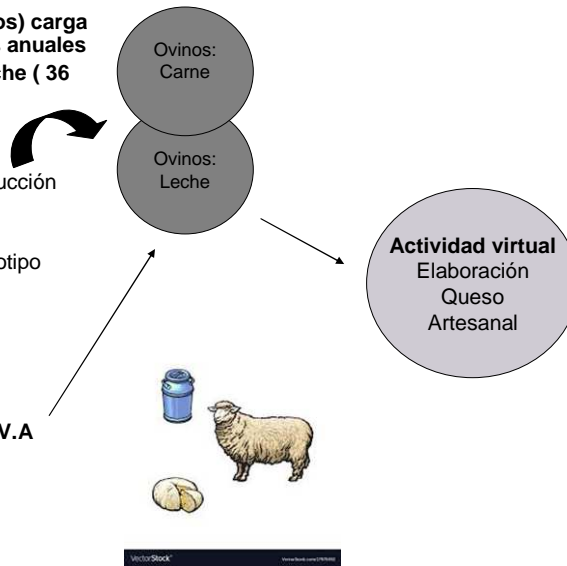 os) carga
s anuales
che ( 36
Ovinos:
Carne
Ovinos:
Leche
ucción
otipo
Actividad virtual
Elaboración
Queso
Artesanal
V.A
VectorStock